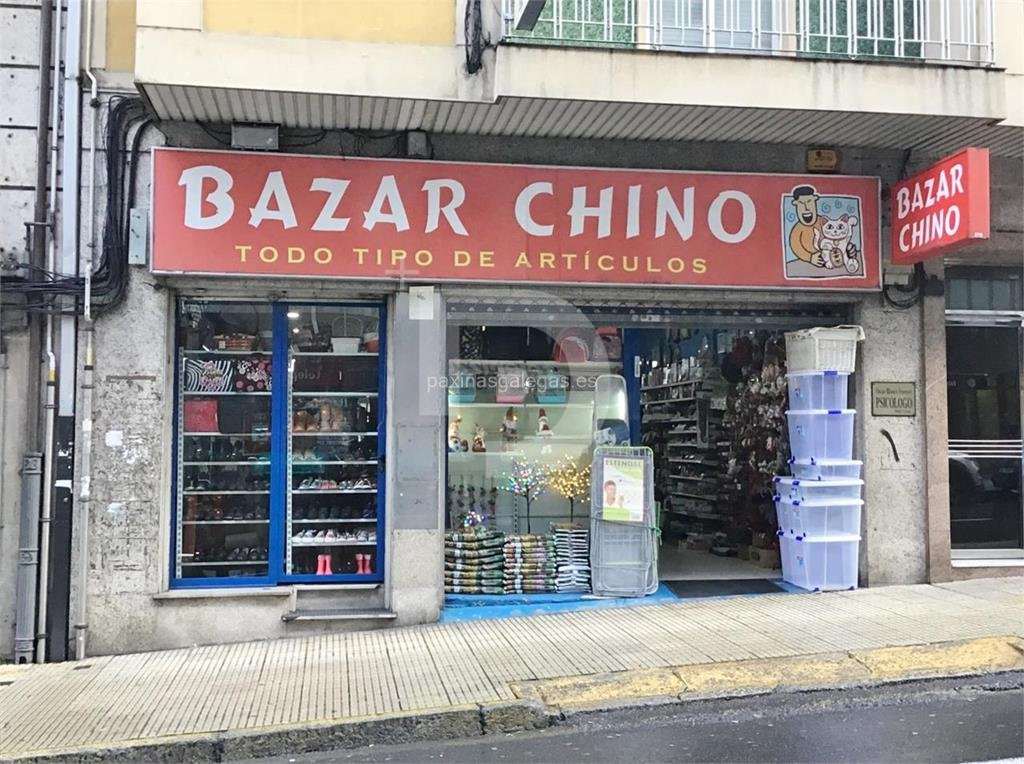 BAZAR CHINO
TODO TIPO DE ARTÍCULOS
BAZAR
CHINO
paxinasgalegas.es
PSICÓLOGO